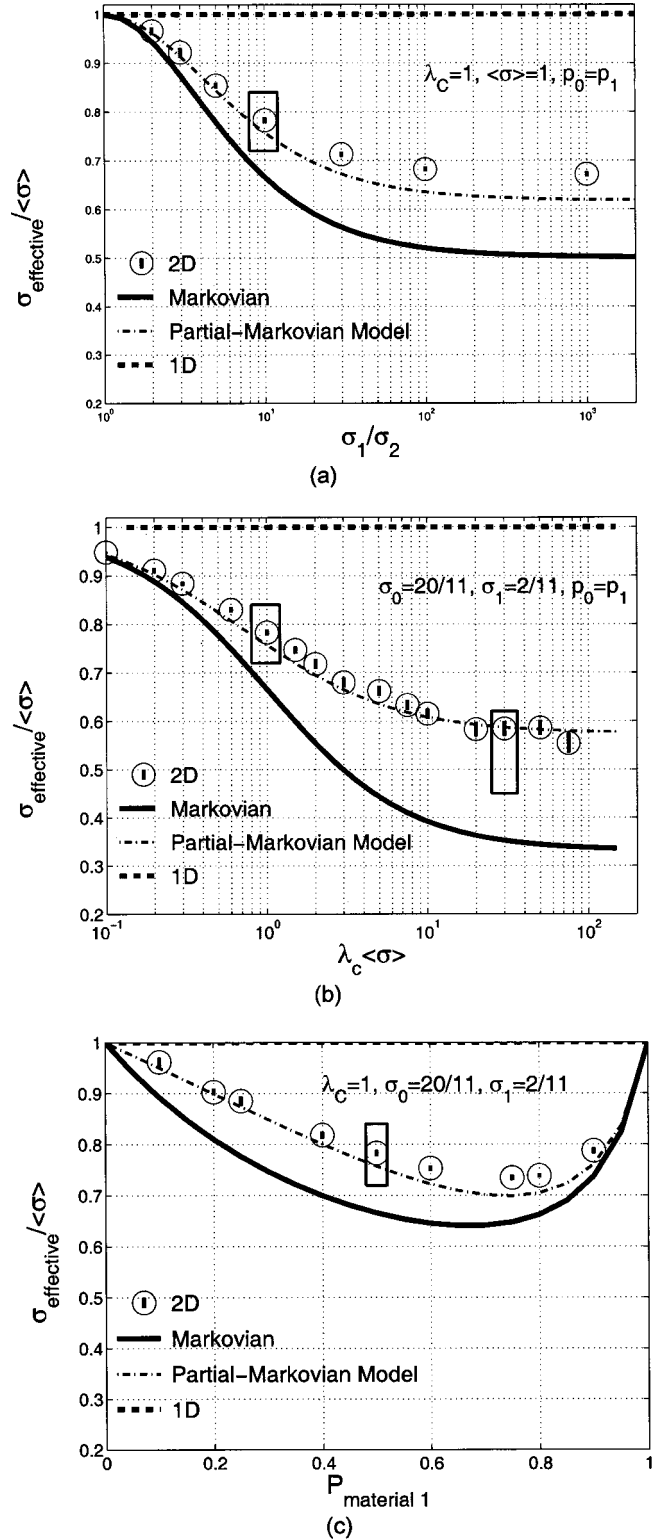 1
0.9
0.8
0.7
0.6
0.5
0.4
0.3
0.2
σ_effective/<σ>
λ_C=1, <σ>=1, p_0=p_1
2D
Markovian
Partial-Markovian Model
1D
10^0 10^1 10^2 10^3
σ_1/σ_2
(a)
1
0.9
0.8
0.7
0.6
0.5
0.4
0.3
0.2
σ_effective/<σ>
σ_0=20/11, σ_1=2/11, p_0=p_1
2D
Markovian
Partial-Markovian Model
1D
10^-1 10^0 10^1 10^2
λ_c<σ>
(b)
1
0.9
0.8
0.7
0.6
0.5
0.4
0.3
0.2
σ_effective/<σ>
λ_C=1, σ_0=20/11, σ_1=2/11
2D
Markovian
Partial-Markovian Model
1D
0 0.2 0.4 0.6 0.8 1
P_material 1
(c)